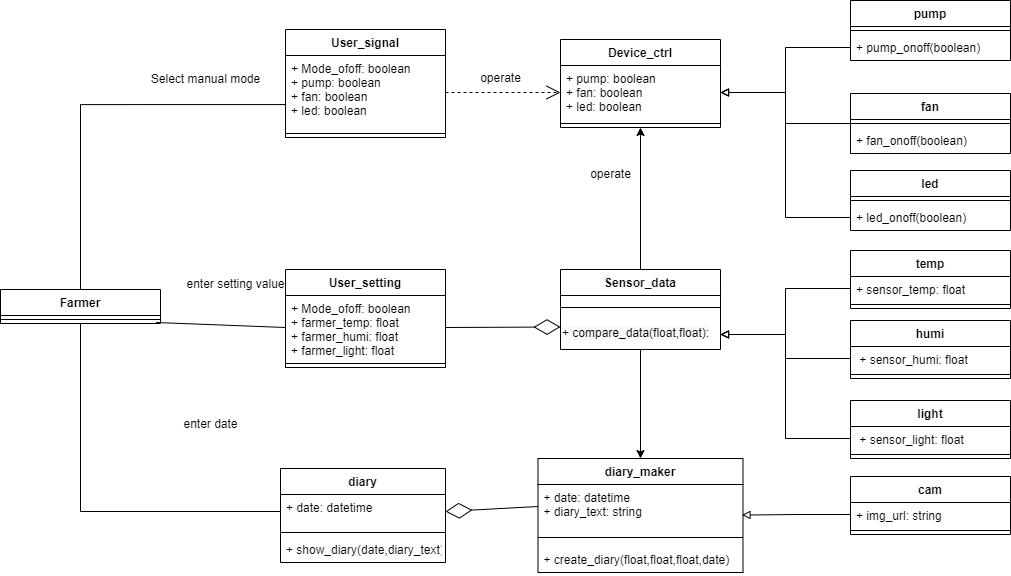 pump
+ pump_onoff(boolean)
User_signal
+ Mode_ofoff: boolean
+ pump: boolean
+ fan: boolean
+ led: boolean
Select manual mode
operate
Device_ctrl
+ pump: boolean
+ fan: boolean
+ led: boolean
fan
+ fan_onoff(boolean)
led
+ led_onoff(boolean)
operate
Farmer
enter setting value
User_setting
+ Mode_ofoff: boolean
+ farmer_temp: float
+ farmer_humi: float
+ farmer_light: float
Sensor_data
+ compare_data(float,float):
temp
+ sensor_temp: float
humi
+ sensor_humi: float
light
+ sensor_light: float
enter date
diary
+ date: datetime
+ show_diary(date,diary_text
diary_maker
+ date: datetime
+ diary_text: string
+ create_diary(float,float,float,date)
cam
+ img_url: string